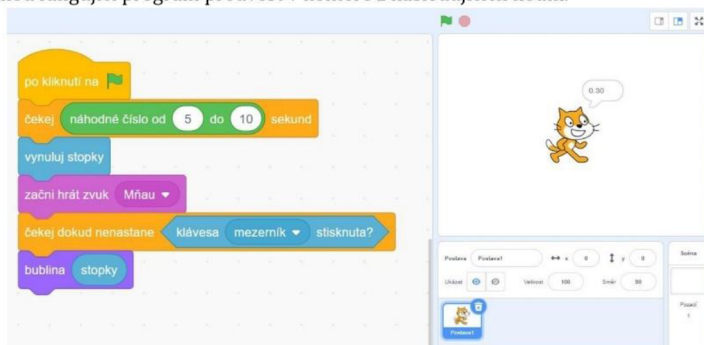 po kliknutí na
čekej náhodné číslo od 5 do 10 sekund
vynuluj stopky
začni hrát zvuk Mňau
čekej dokud nenastane klávesa mezerník stisknuta?
bublina stopky
0.30
Postava Postava1 x 0 y 0
Ukázat Velikost 100 Směr 90
Postava1
Scéna
Pozadí
1